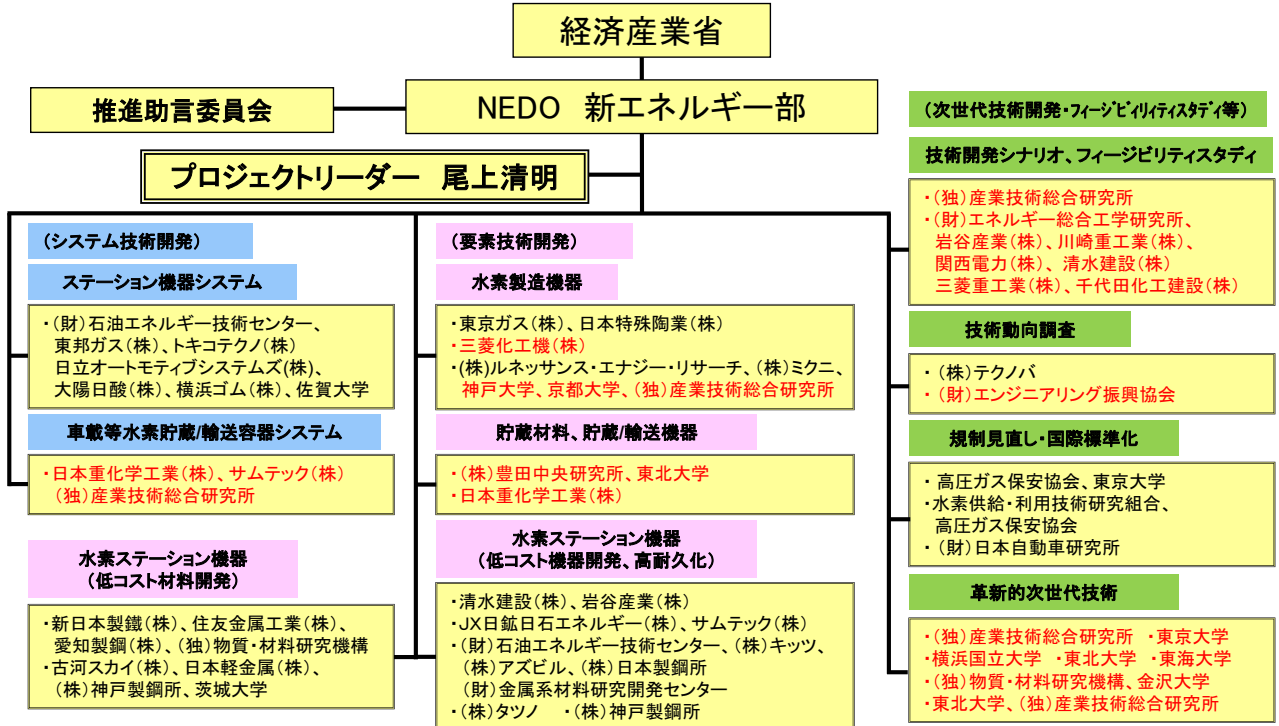 経済産業省
推進助言委員会
NEDO 新エネルギー部
プロジェクトリーダー 尾上清明
(システム技術開発)
ステーション機器システム
・(財)石油エネルギー技術センター、
東邦ガス(株)、トキコテクノ(株)
日立オートモティブシステムズ(株)、
大陽日酸(株)、横浜ゴム(株)、佐賀大学
車載等水素貯蔵/輸送容器システム
・日本重化学工業(株)、サムテック(株)
(独)産業技術総合研究所
水素ステーション機器
(低コスト材料開発)
・新日本製鐵(株)、住友金属工業(株)、
愛知製鋼(株)、(独)物質・材料研究機構
・古河スカイ(株)、日本軽金属(株)、
(株)神戸製鋼所、茨城大学
(要素技術開発)
水素製造機器
・東京ガス(株)、日本特殊陶業(株)
・三菱化工機(株)
・(株)ルネッサンス・エナジー・リサーチ、(株)ミクニ、
神戸大学、京都大学、(独)産業技術総合研究所
貯蔵材料、貯蔵/輸送機器
・(株)豊田中央研究所、東北大学
・日本重化学工業(株)
水素ステーション機器
(低コスト機器開発、高耐久化)
・清水建設(株)、岩谷産業(株)
・JX日鉱日石エネルギー(株)、サムテック(株)
・(財)石油エネルギー技術センター、(株)キッツ、
(株)アズビル、(株)日本製鋼所
(財)金属系材料研究開発センター
・(株)タツノ ・(株)神戸製鋼所
(次世代技術開発・フィージビィリィティスタディ等)
技術開発シナリオ、フィージビリティスタディ
・(独)産業技術総合研究所
・(財)エネルギー総合工学研究所、
岩谷産業(株)、川崎重工業(株)、
関西電力(株)、清水建設(株)
三菱重工業(株)、千代田化工建設(株)
技術動向調査
・(株)テクノバ
・(財)エンジニアリング振興協会
規制見直し・国際標準化
・高圧ガス保安協会、東京大学
・水素供給・利用技術研究組合、
高圧ガス保安協会
・(財)日本自動車研究所
革新的次世代技術
・(独)産業技術総合研究所 ・東京大学
・横浜国立大学 ・東北大学 ・東海大学
・(独)物質・材料研究機構、金沢大学
・東北大学、(独)産業技術総合研究所